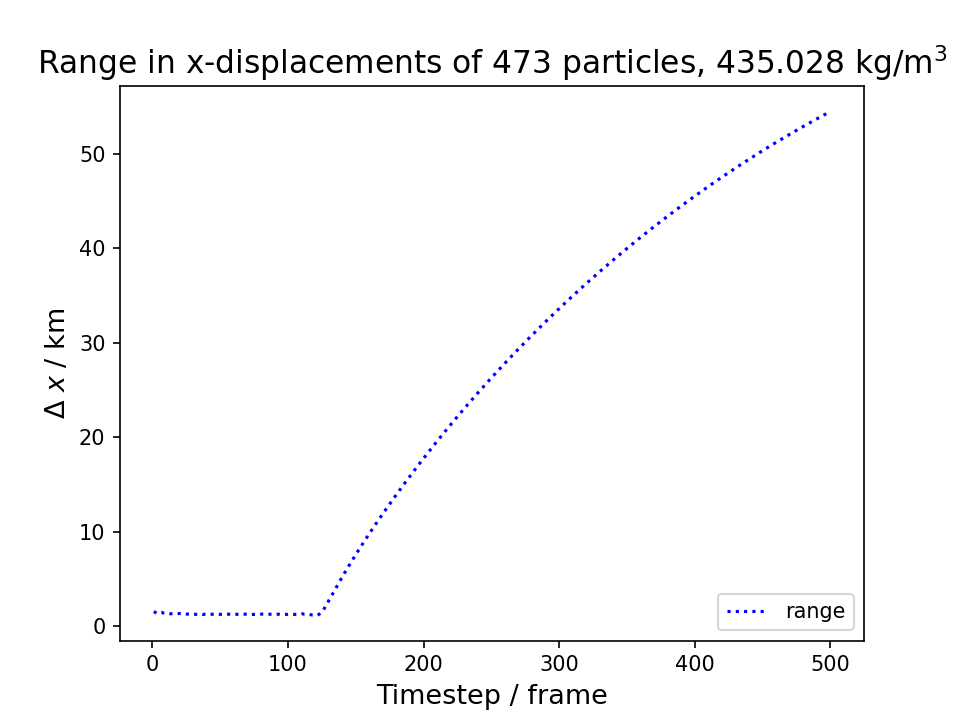 Range in x-displacements of 473 particles, 435.028 kg/m³
50
40
30
20
10
0
Δ x / km
0 100 200 300 400 500
Timestep / frame
range